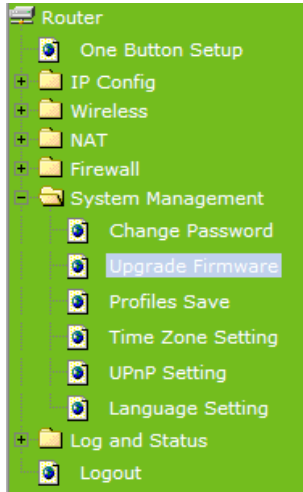 Router
One Button Setup
IP Config
Wireless
NAT
Firewall
System Management
Change Password
Upgrade Firmware
Profiles Save
Time Zone Setting
UPnP Setting
Language Setting
Log and Status
Logout